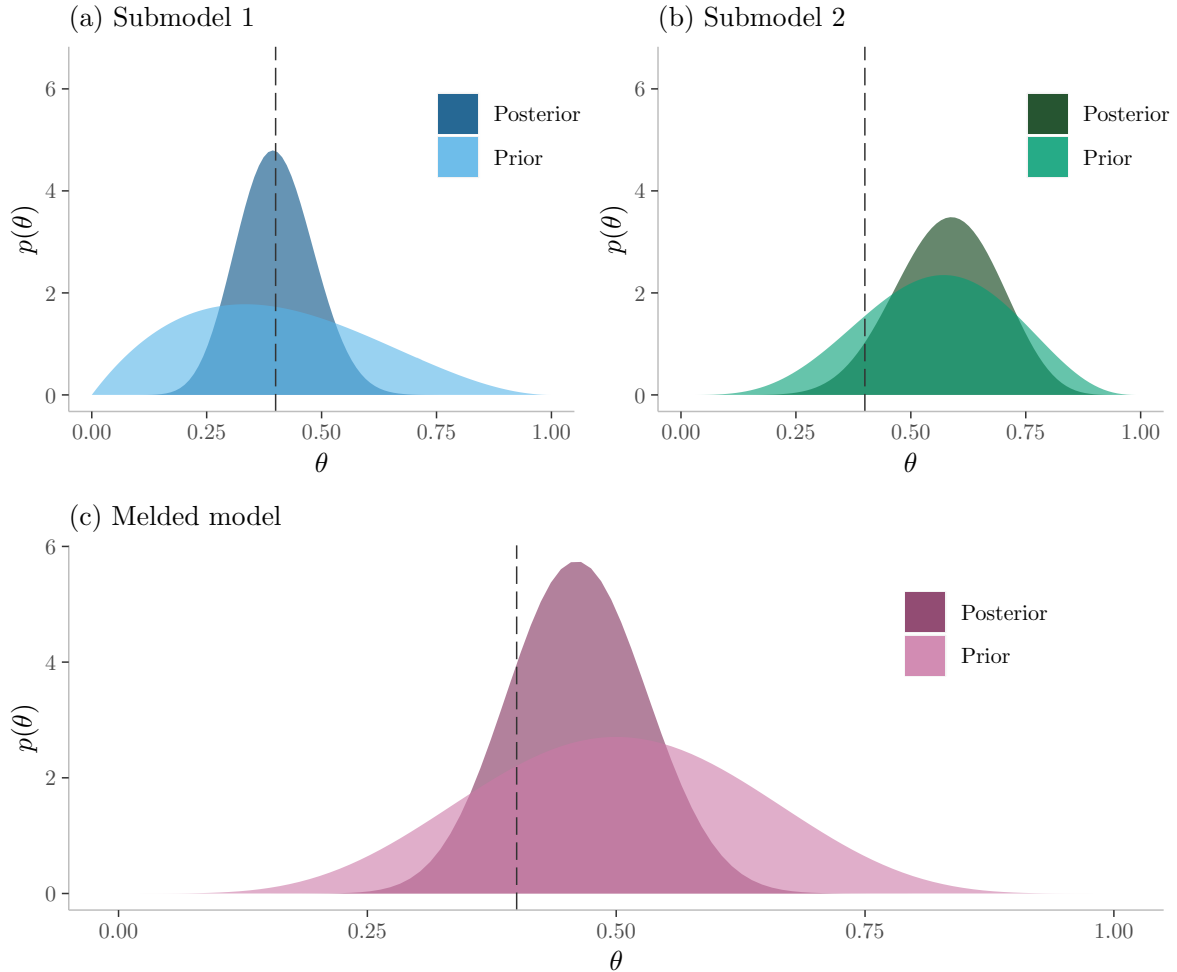 (a) Submodel 1
6
4
2
0
p(θ)
0.00 0.25 0.50 0.75 1.00
θ
Posterior
Prior
(b) Submodel 2
6
4
2
0
p(θ)
0.00 0.25 0.50 0.75 1.00
θ
Posterior
Prior
(c) Melded model
6
4
2
0
p(θ)
0.00 0.25 0.50 0.75 1.00
θ
Posterior
Prior